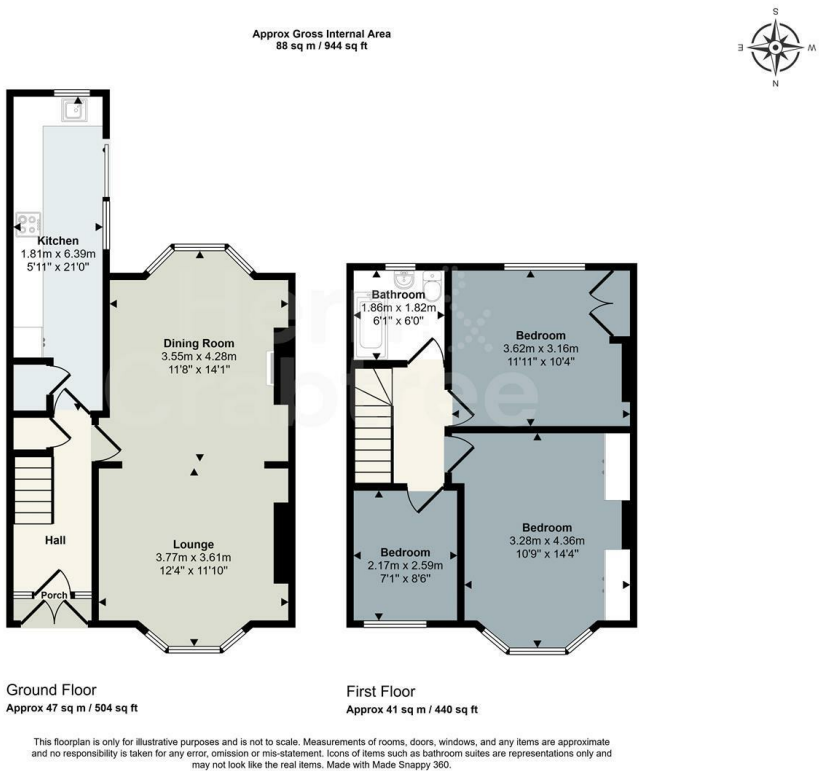 Approx Gross Internal Area
88 sq m / 944 sq ft
S
E
W
N
Kitchen
1.81m x 6.39m
5'11" x 21'0"
Dining Room
3.55m x 4.28m
11'8" x 14'1"
Lounge
3.77m x 3.61m
12'4" x 11'10"
Hall
Porch
Bathroom
1.86m x 1.82m
6'1" x 6'0"
Bedroom
3.62m x 3.16m
11'11" x 10'4"
Bedroom
3.28m x 4.36m
10'9" x 14'4"
Bedroom
2.17m x 2.59m
7'1" x 8'6"
Harry &
Crabtree
Ground Floor
Approx 47 sq m / 504 sq ft
First Floor
Approx 41 sq m / 440 sq ft
This floorplan is only for illustrative purposes and is not to scale. Measurements of rooms, doors, windows, and any items are approximate
and no responsibility is taken for any error, omission or mis-statement. Icons of items such as bathroom suites are representations only and
may not look like the real items. Made with Made Snappy 360.